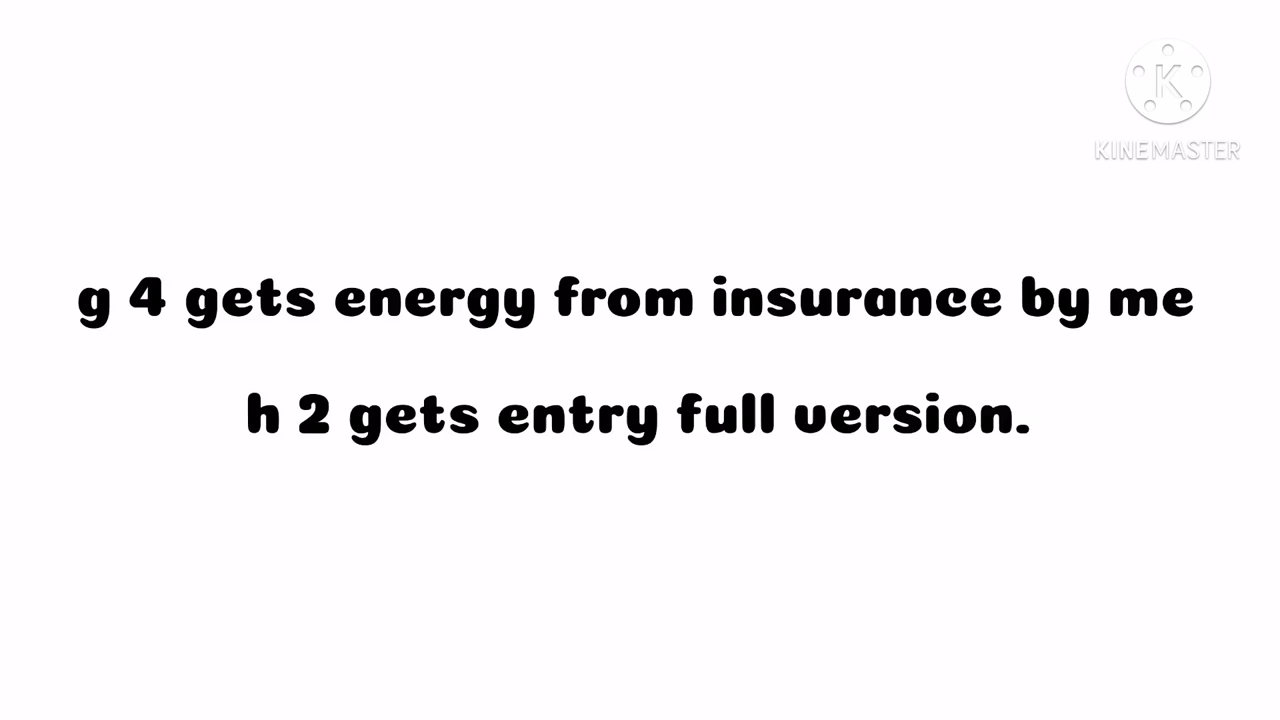 K
KINEMASTER
g 4 gets energy from insurance by me
h 2 gets entry full version.